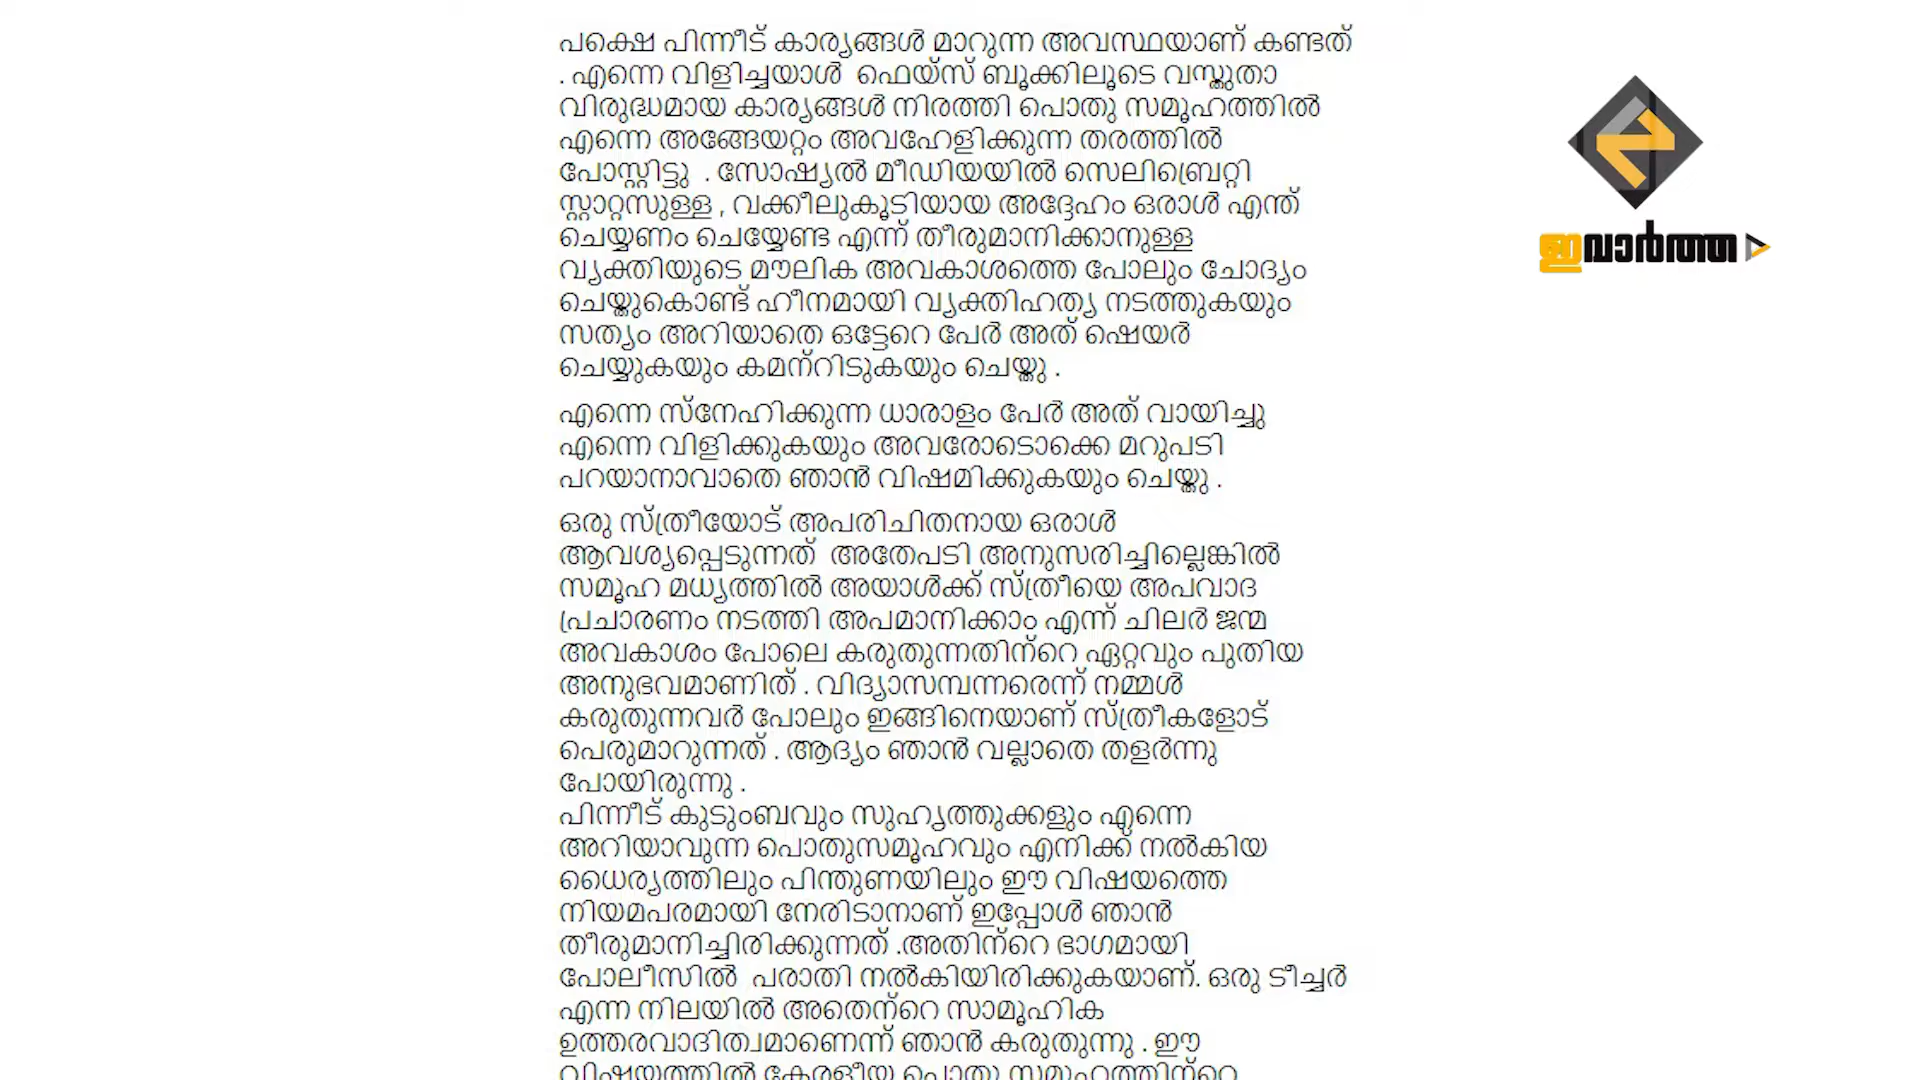 പക്ഷെ പിന്നീട് കാര്യങ്ങൾ മാറുന്ന അവസ്ഥയാണ് കണ്ടത്
. എന്നെ വിളിച്ചയാൾ ഫെയ്സ് ബൂക്കിലൂടെ വസ്തുതാ
വിരുദ്ധമായ കാര്യങ്ങൾ നിരത്തി പൊതു സമൂഹത്തിൽ
എന്നെ അങ്ങേയറ്റം അവഹേളിക്കുന്ന തരത്തിൽ
പോസ്റ്റിട്ടു . സോഷ്യൽ മീഡിയയിൽ സെലിബ്രെറ്റി
സ്റ്റാറ്റസുള്ള , വക്കീലുകൂടിയായ അദ്ദേഹം ഒരാൾ എന്ത്
ചെയ്യണം ചെയ്യേണ്ട എന്ന് തീരുമാനിക്കാനുള്ള
വ്യക്തിയുടെ മൗലിക അവകാശത്തെ പോലും ചോദ്യം
ചെയ്തുകൊണ്ട് ഹീനമായി വ്യക്തിഹത്യ നടത്തുകയും
സത്യം അറിയാതെ ഒട്ടേറെ പേർ അത് ഷെയർ
ചെയ്യുകയും കമന്റിടുകയും ചെയ്തു .
എന്നെ സ്നേഹിക്കുന്ന ധാരാളം പേർ അത് വായിച്ചു
എന്നെ വിളിക്കുകയും അവരോടൊക്കെ മറുപടി
പറയാനാവാതെ ഞാൻ വിഷമിക്കുകയും ചെയ്തു .
ഒരു സ്ത്രീയോട് അപരിചിതനായ ഒരാൾ
ആവശ്യപ്പെടുന്നത് അതേപടി അനുസരിച്ചില്ലെങ്കിൽ
സമൂഹ മധ്യത്തിൽ അയാൾക്ക് സ്ത്രീയെ അപവാദ
പ്രചാരണം നടത്തി അപമാനിക്കാം എന്ന് ചിലർ ജന്മ
അവകാശം പോലെ കരുതുന്നതിന്റെ ഏറ്റവും പുതിയ
അനുഭവമാണിത് . വിദ്യാസമ്പന്നരെന്ന് നമ്മൾ
കരുതുന്നവർ പോലും ഇങ്ങിനെയാണ് സ്ത്രീകളോട്
പെരുമാറുന്നത് . ആദ്യം ഞാൻ വല്ലാതെ തളർന്നു
പോയിരുന്നു .
പിന്നീട് കുടുംബവും സുഹൃത്തുക്കളും എന്നെ
അറിയാവുന്ന പൊതുസമൂഹവും എനിക്ക് നൽകിയ
ധൈര്യത്തിലും പിന്തുണയിലും ഈ വിഷയത്തെ
നിയമപരമായി നേരിടാനാണ് ഇപ്പോൾ ഞാൻ
തീരുമാനിച്ചിരിക്കുന്നത് .അതിന്റെ ഭാഗമായി
പോലീസിൽ പരാതി നൽകിയിരിക്കുകയാണ്. ഒരു ടീച്ചർ
എന്ന നിലയിൽ അതെന്റെ സാമൂഹിക
ഉത്തരവാദിത്വമാണെന്ന് ഞാൻ കരുതുന്നു . ഈ
വിഷയത്തിൽ കേരളീയ പൊതു സമൂഹത്തിന്റെ
ഇവാർത്ത